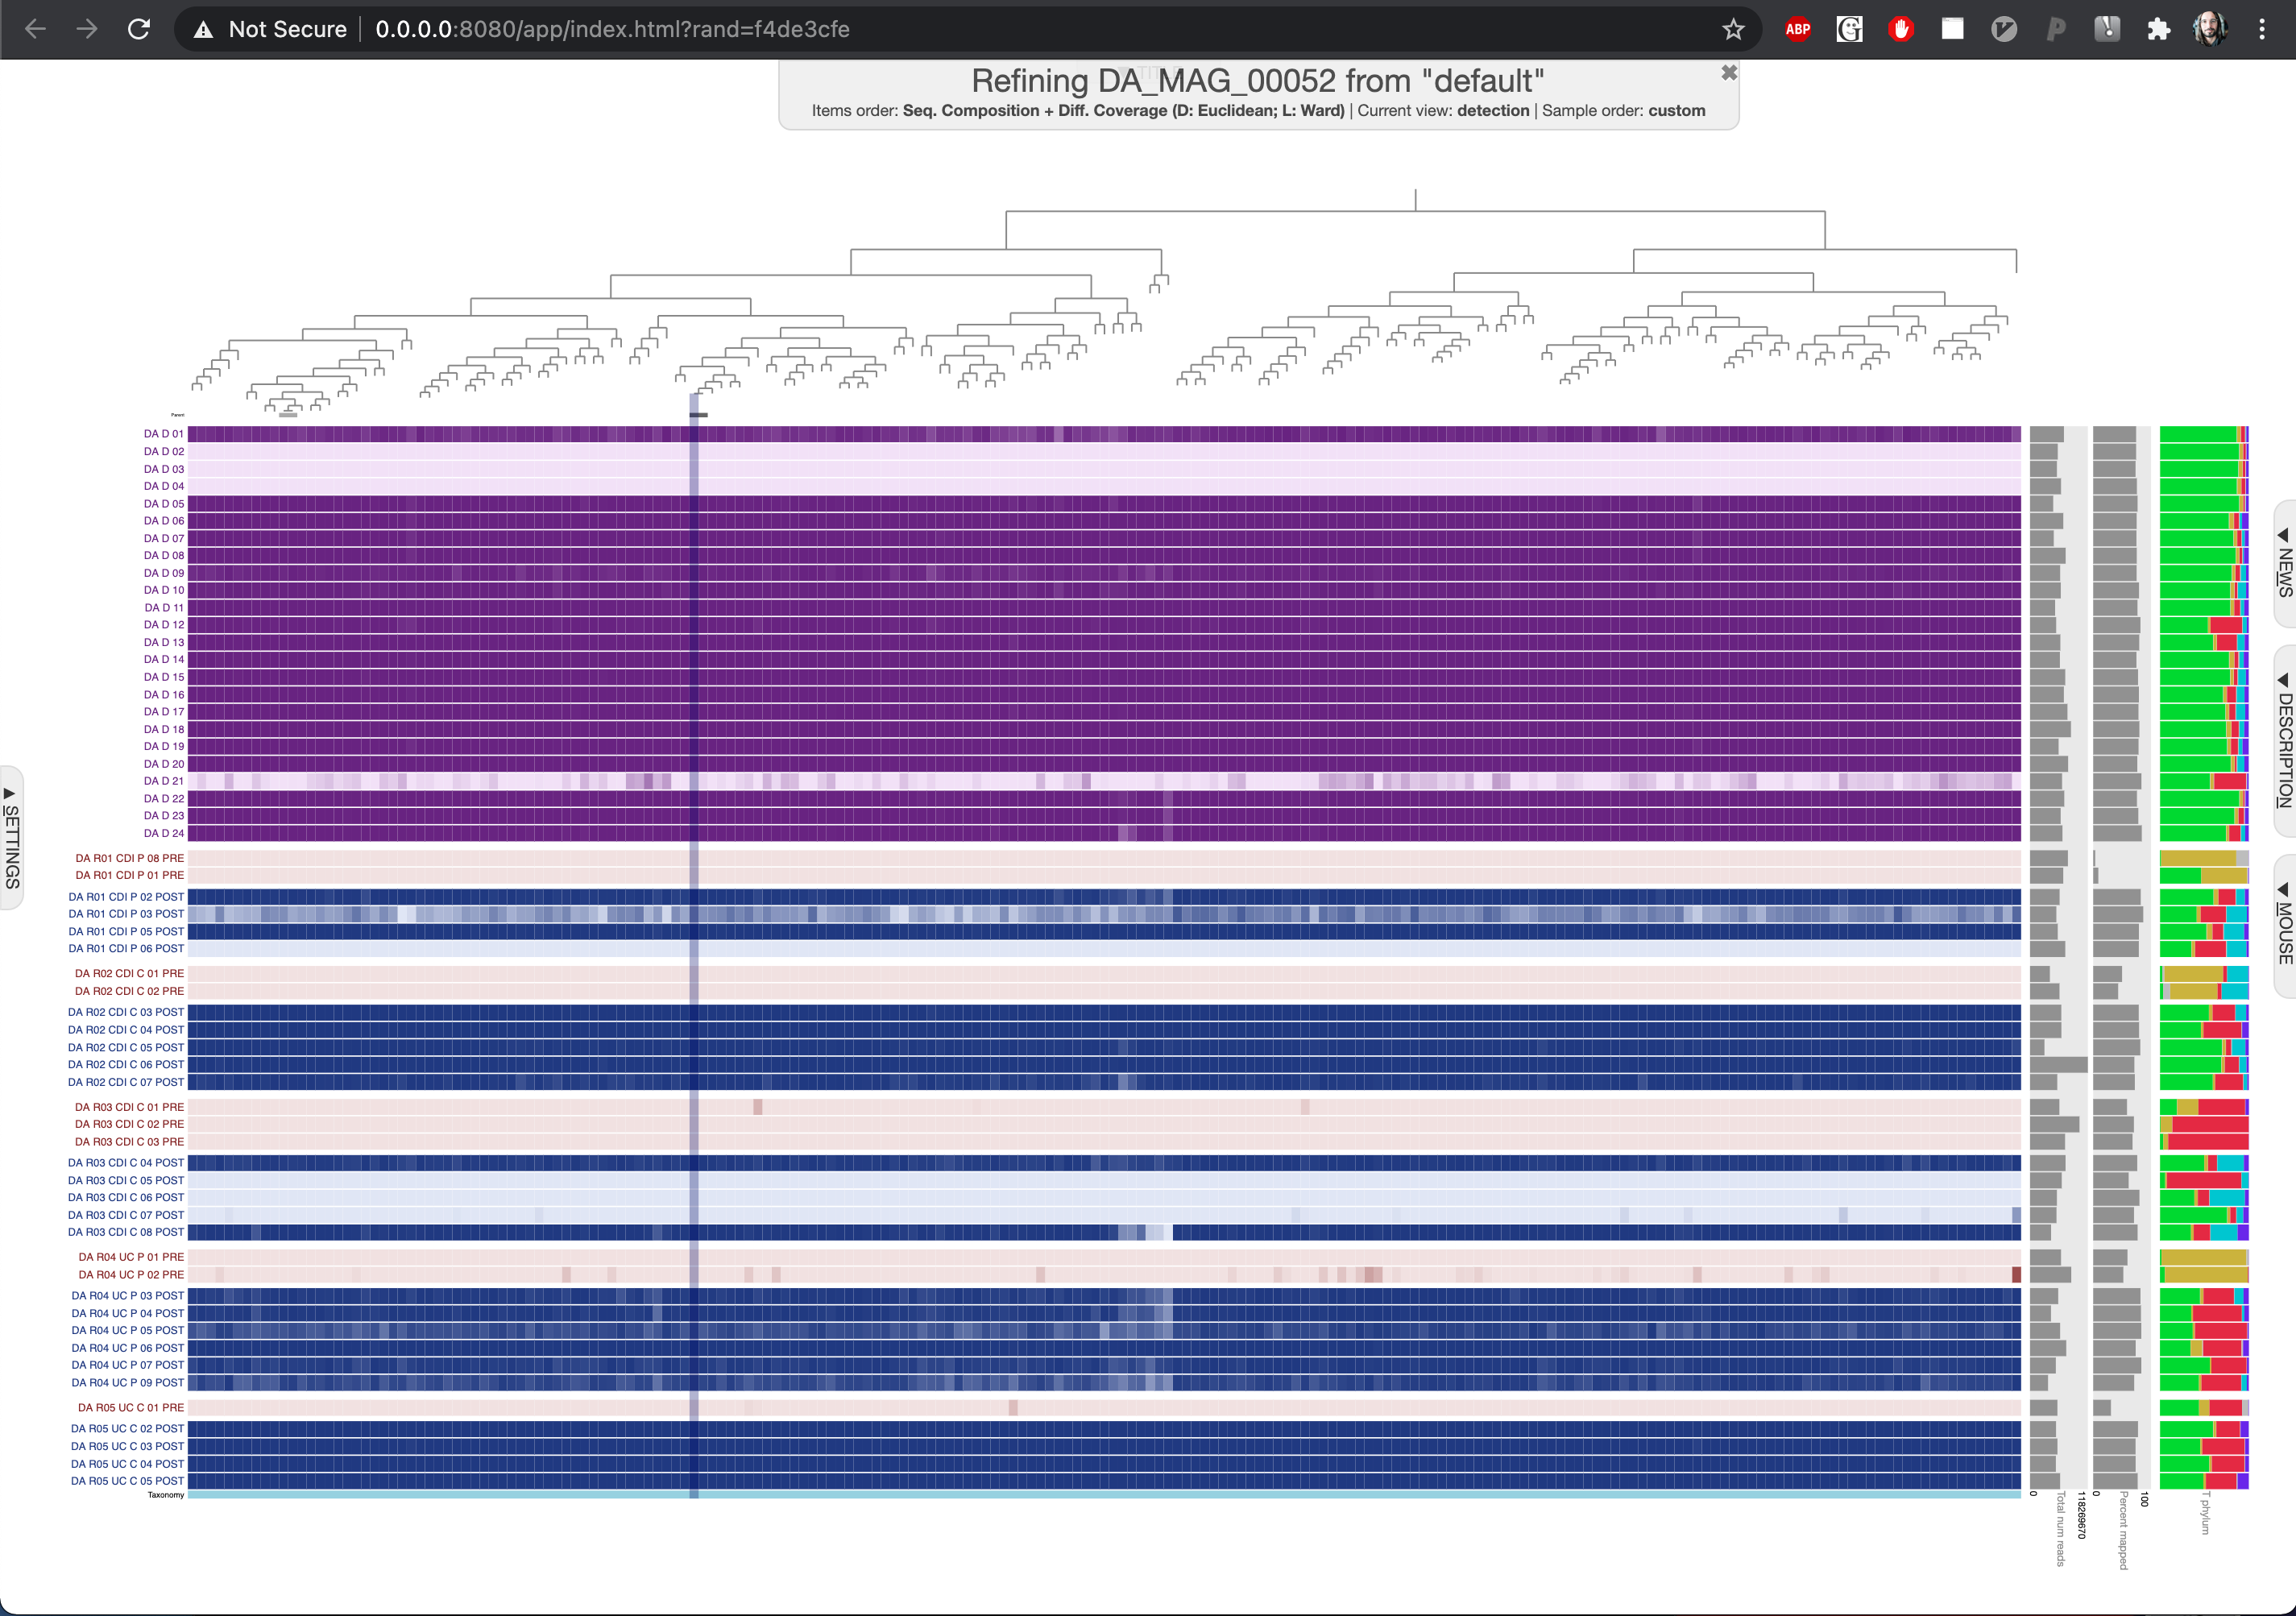 Not Secure
0.0.0.0:8080/app/index.html?rand=f4de3cfe
ABP
Refining DA_MAG_00052 from "default"
Items order: Seq. Composition + Diff. Coverage (D: Euclidean; L: Ward) | Current view: detection | Sample order: custom
Parent
DA D 01
DA D 02
DA D 03
DA D 04
DA D 05
DA D 06
DA D 07
DA D 08
DA D 09
DA D 10
DA D 11
DA D 12
DA D 13
DA D 14
DA D 15
DA D 16
DA D 17
DA D 18
DA D 19
DA D 20
DA D 21
DA D 22
DA D 23
DA D 24
DA R01 CDI P 08 PRE
DA R01 CDI P 01 PRE
DA R01 CDI P 02 POST
DA R01 CDI P 03 POST
DA R01 CDI P 05 POST
DA R01 CDI P 06 POST
DA R02 CDI C 01 PRE
DA R02 CDI C 02 PRE
DA R02 CDI C 03 POST
DA R02 CDI C 04 POST
DA R02 CDI C 05 POST
DA R02 CDI C 06 POST
DA R02 CDI C 07 POST
DA R03 CDI C 01 PRE
DA R03 CDI C 02 PRE
DA R03 CDI C 03 PRE
DA R03 CDI C 04 POST
DA R03 CDI C 05 POST
DA R03 CDI C 06 POST
DA R03 CDI C 07 POST
DA R03 CDI C 08 POST
DA R04 UC P 01 PRE
DA R04 UC P 02 PRE
DA R04 UC P 03 POST
DA R04 UC P 04 POST
DA R04 UC P 05 POST
DA R04 UC P 06 POST
DA R04 UC P 07 POST
DA R04 UC P 09 POST
DA R05 UC C 01 PRE
DA R05 UC C 02 POST
DA R05 UC C 03 POST
DA R05 UC C 04 POST
DA R05 UC C 05 POST
Taxonomy
0
Total num reads
118269670
0
Percent mapped
100
T phylum
SETTINGS
NEWS
DESCRIPTION
MOUSE